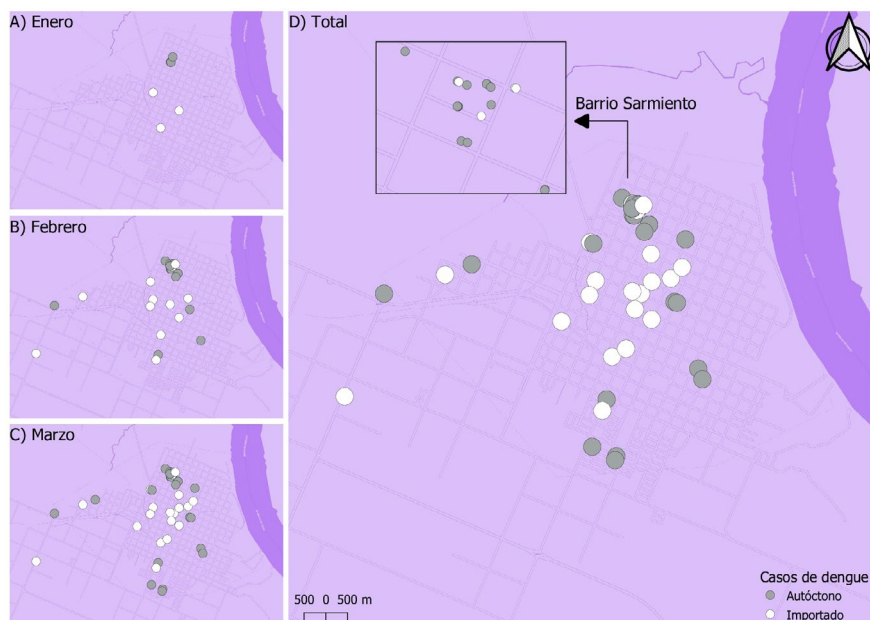 A) Enero
D) Total
Barrio Sarmiento
B) Febrero
C) Marzo
Casos de dengue
Autóctono
Importado
500 0 500 m